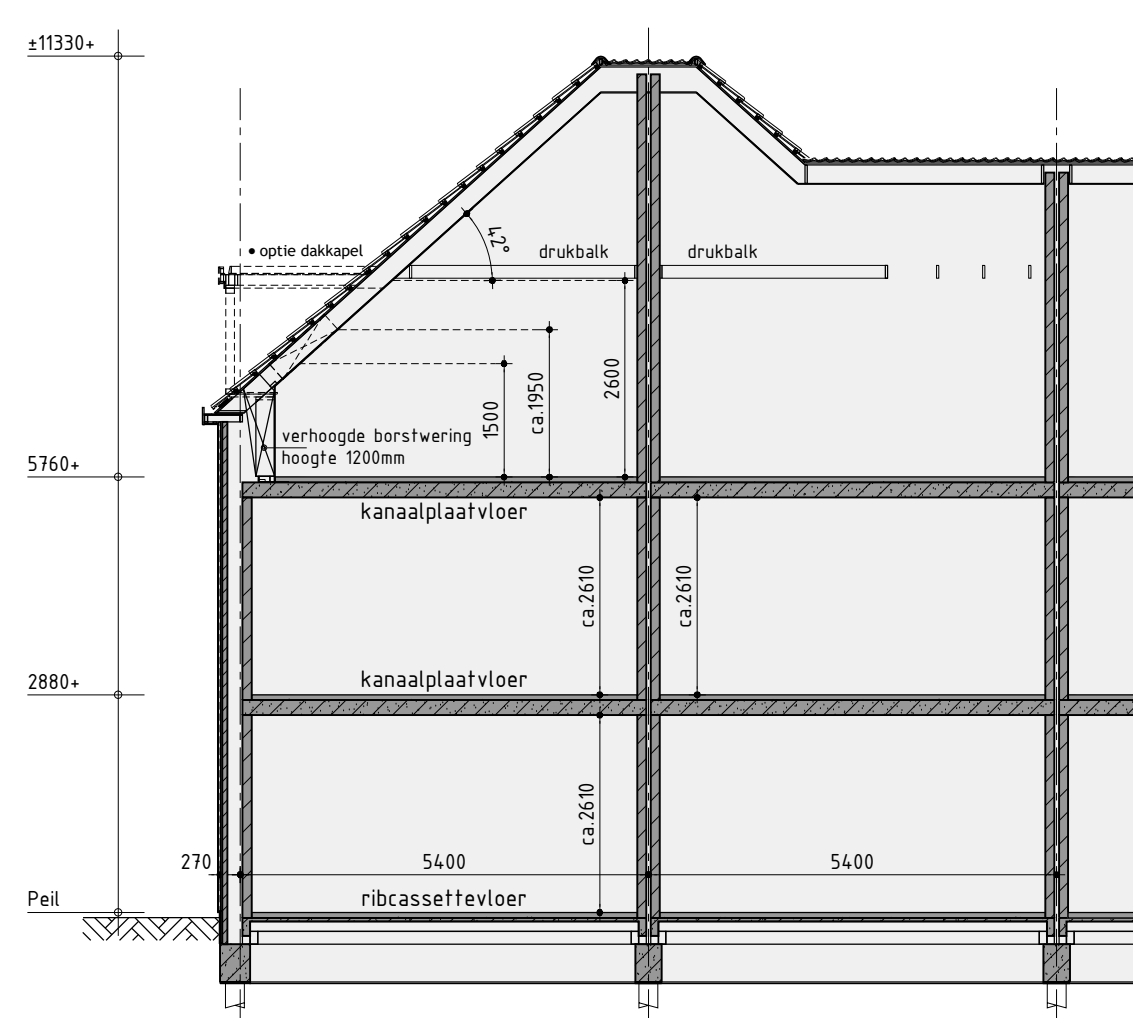 ±11330+
• optie dakkapel
42°
drukbalk
drukbalk
2600
ca.1950
1500
verhoogde borstwering
hoogte 1200mm
5760+
kanaalplaatvloer
ca.2610
ca.2610
kanaalplaatvloer
2880+
ca.2610
270
5400
5400
Peil
ribcassettevloer